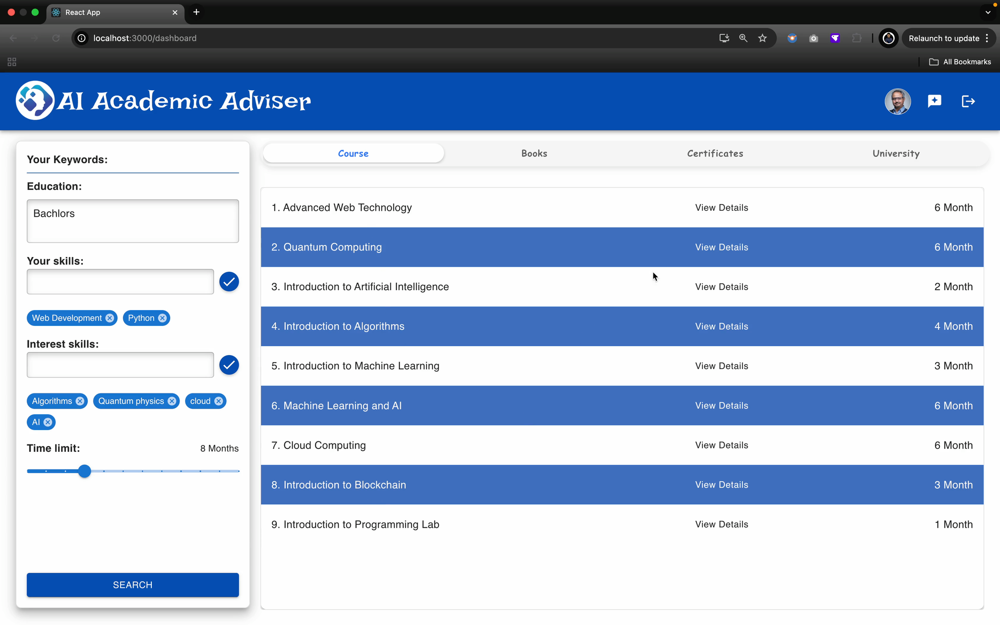 React App
localhost:3000/dashboard
Relaunch to update
All Bookmarks
AI Academic Adviser
Your Keywords:
Education:
Bachlors
Your skills:
Web Development
Python
Interest skills:
Algorithms
Quantum physics
cloud
AI
Time limit:
8 Months
SEARCH
Course
Books
Certificates
University
1. Advanced Web Technology View Details 6 Month
2. Quantum Computing View Details 6 Month
3. Introduction to Artificial Intelligence View Details 2 Month
4. Introduction to Algorithms View Details 4 Month
5. Introduction to Machine Learning View Details 3 Month
6. Machine Learning and AI View Details 6 Month
7. Cloud Computing View Details 6 Month
8. Introduction to Blockchain View Details 3 Month
9. Introduction to Programming Lab View Details 1 Month